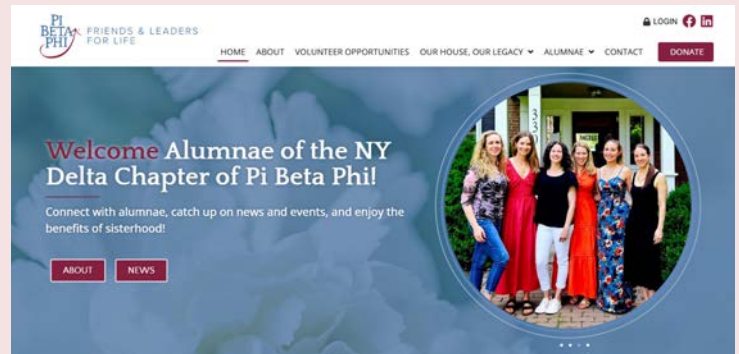 PI
BETA
PHI
FRIENDS & LEADERS
FOR LIFE
LOGIN
HOME ABOUT VOLUNTEER OPPORTUNITIES OUR HOUSE, OUR LEGACY ALUMNAE CONTACT DONATE
Welcome Alumnae of the NY
Delta Chapter of Pi Beta Phi!
Connect with alumnae, catch up on news and events, and enjoy the
benefits of sisterhood!
ABOUT NEWS
330